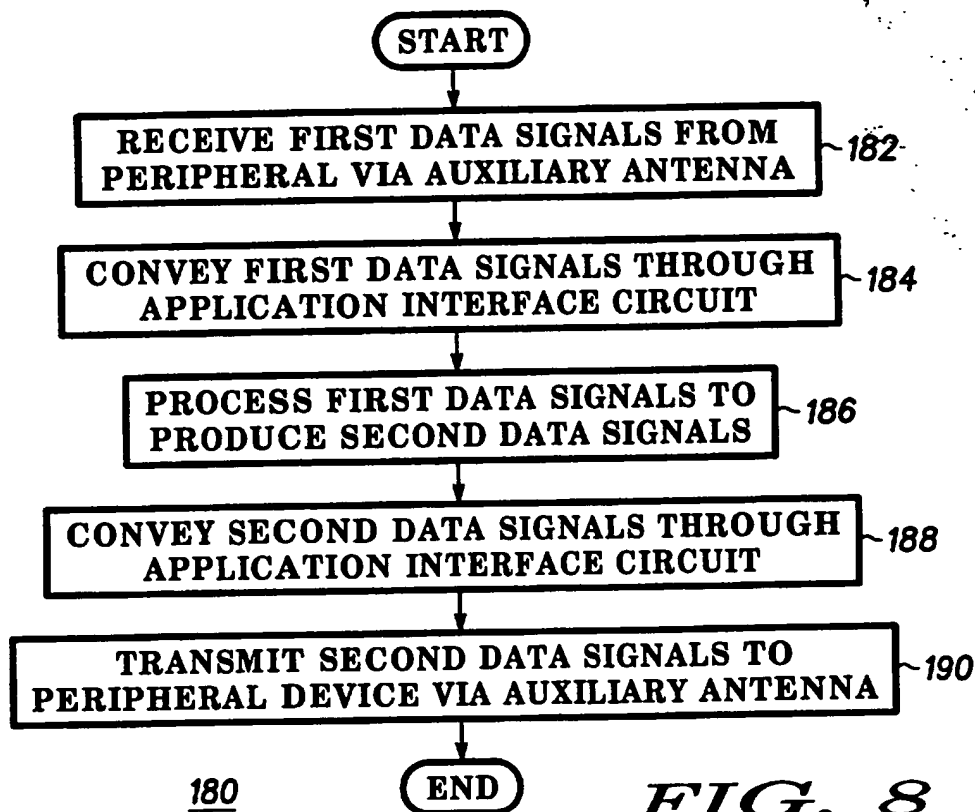 START
RECEIVE FIRST DATA SIGNALS FROM
PERIPHERAL VIA AUXILIARY ANTENNA
182
CONVEY FIRST DATA SIGNALS THROUGH
APPLICATION INTERFACE CIRCUIT
184
PROCESS FIRST DATA SIGNALS TO
PRODUCE SECOND DATA SIGNALS
186
CONVEY SECOND DATA SIGNALS THROUGH
APPLICATION INTERFACE CIRCUIT
188
TRANSMIT SECOND DATA SIGNALS TO
PERIPHERAL DEVICE VIA AUXILIARY ANTENNA
190
END
180
FIG. 8